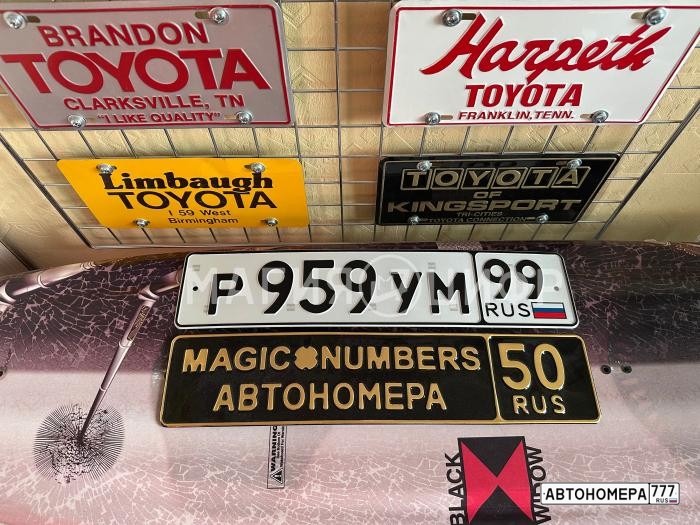 BRANDON
TOYOTA
CLARKSVILLE, TN
"I LIKE QUALITY"
Harpeth
TOYOTA
FRANKLIN, TENN.
Limbaugh
TOYOTA
I 59 West
Birmingham
TOYOTA
OF
KINGSPORT
TRI-CITIES
TOYOTA CONNECTION
Р 959 УМ 99
RUS
MAGIC NUMBERS
АВТОНОМЕРА
50
RUS
WARNING
BLACK
WIDOW
АВТОНОМЕРА 777
RUS